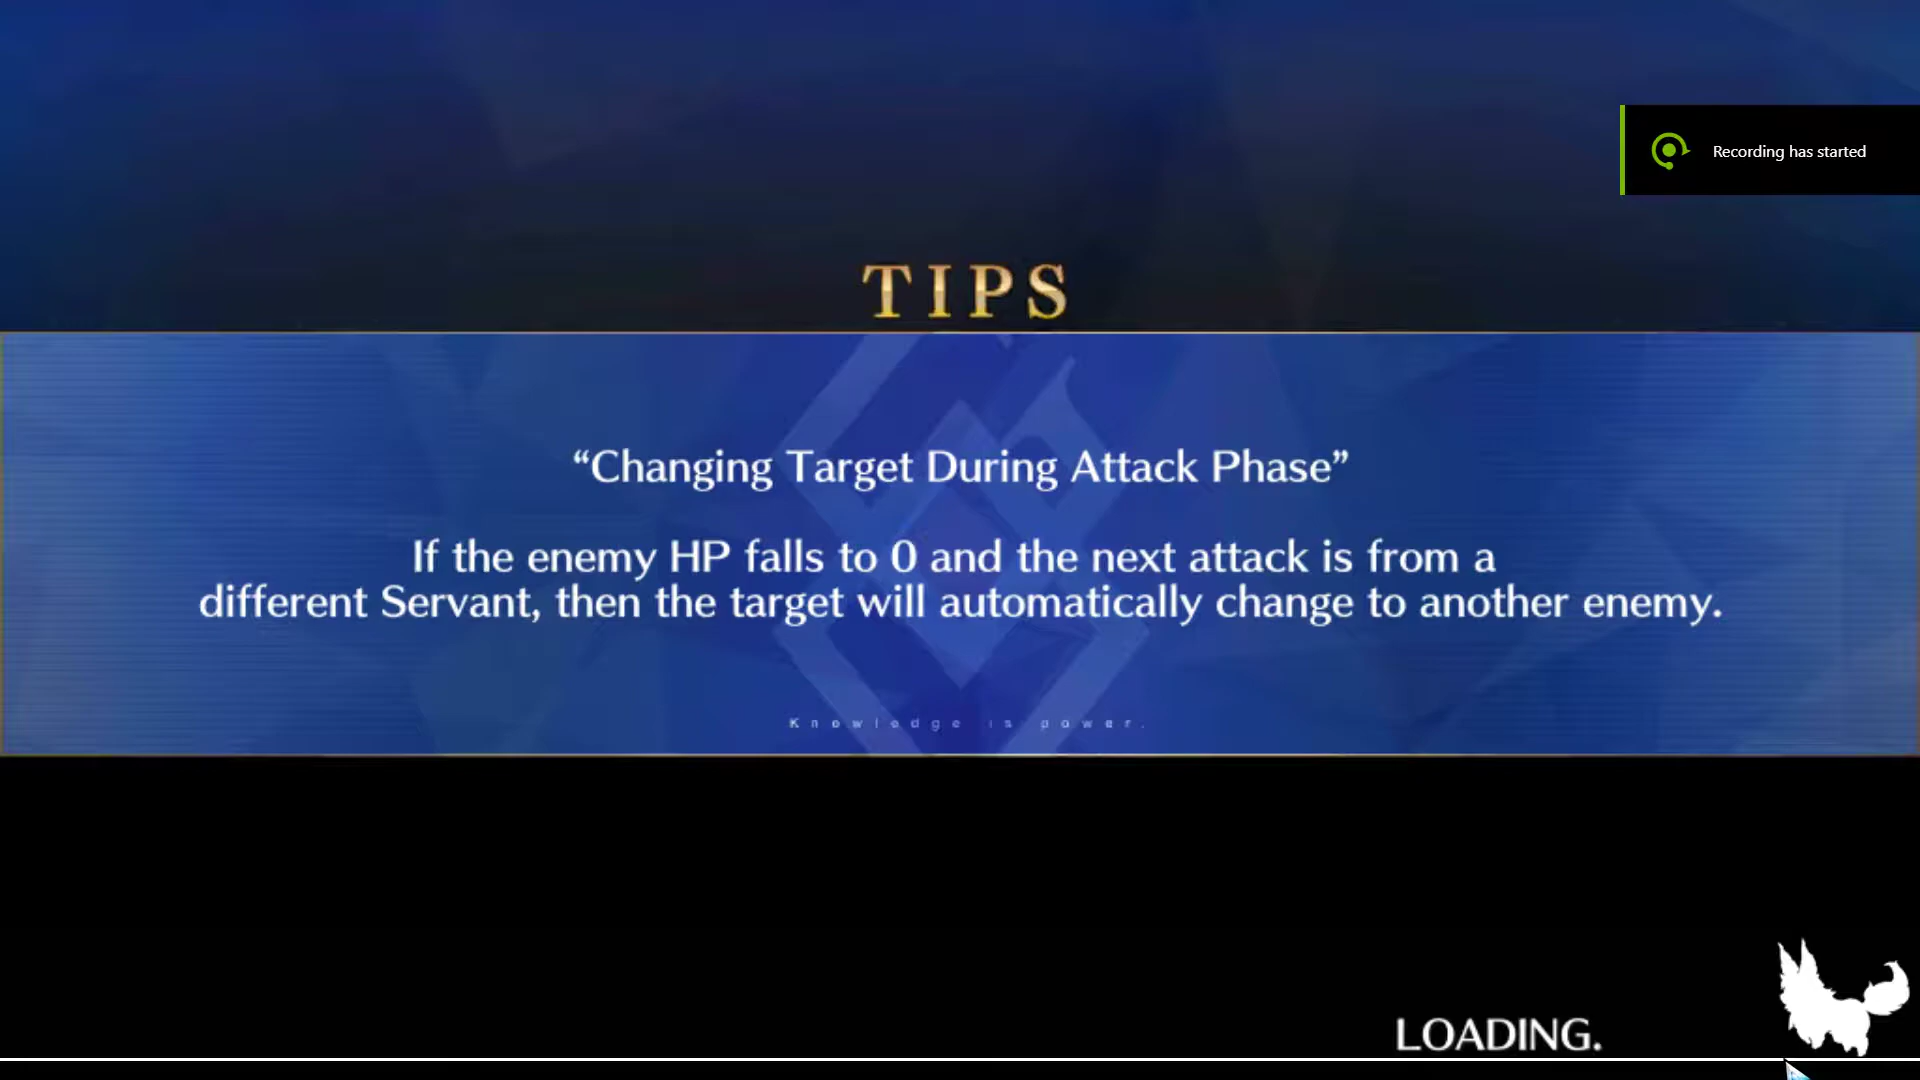 Recording has started
TIPS
“Changing Target During Attack Phase”
If the enemy HP falls to 0 and the next attack is from a
different Servant, then the target will automatically change to another enemy.
Knowledge is power.
LOADING.